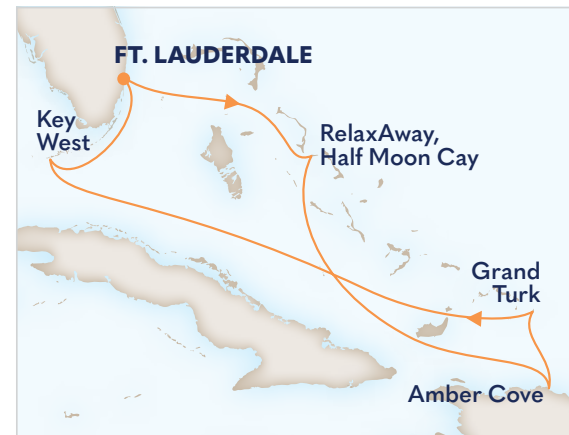 FT. LAUDERDALE
Key
West
RelaxAway,
Half Moon Cay
Grand
Turk
Amber Cove